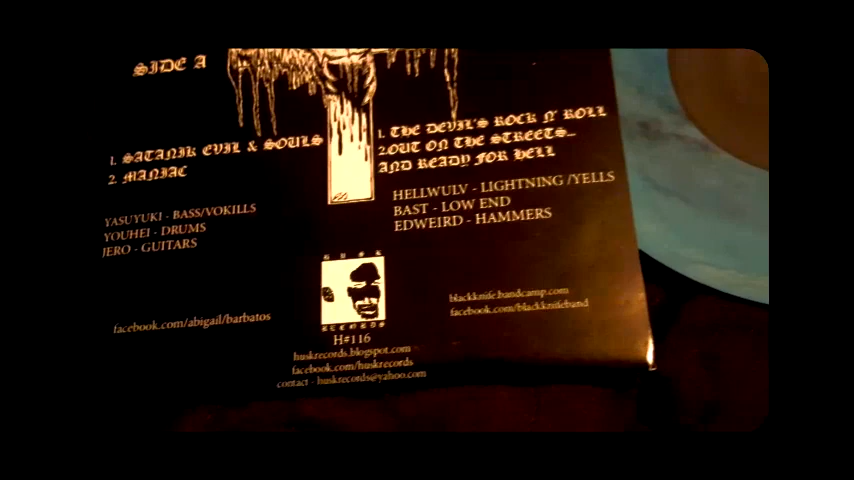 SIDE A
1. SATANIK EVIL & SOULS
2. MANIAC
YASUYUKI - BASS/VOKILLS
YOUHEI - DRUMS
JERO - GUITARS
facebook.com/abigail/barbatos
1. THE DEVIL'S ROCK N' ROLL
2.OUT ON THE STREETS...
AND READY FOR HELL
HELLWULV - LIGHTNING /YELLS
BAST - LOW END
EDWEIRD - HAMMERS
blackknife.bandcamp.com
facebook.com/blackknifeband
HUSK
RECORDS
H#116
huskrecords.blogspot.com
facebook.com/huskrecords
contact - huskrecords@yahoo.com